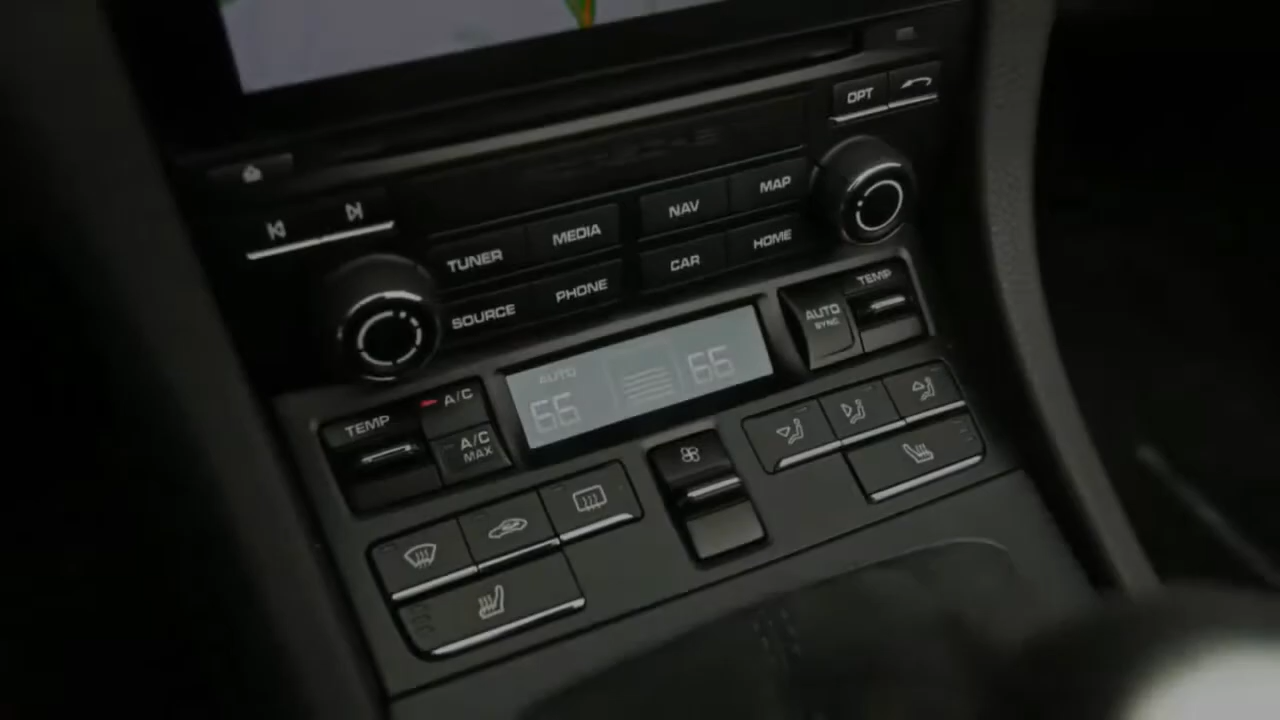 OPT
MAP
NAV
MEDIA
TUNER
HOME
CAR
PHONE
SOURCE
TEMP
AUTO
SYNC
AUTO
66
66
A/C
TEMP
A/C
MAX